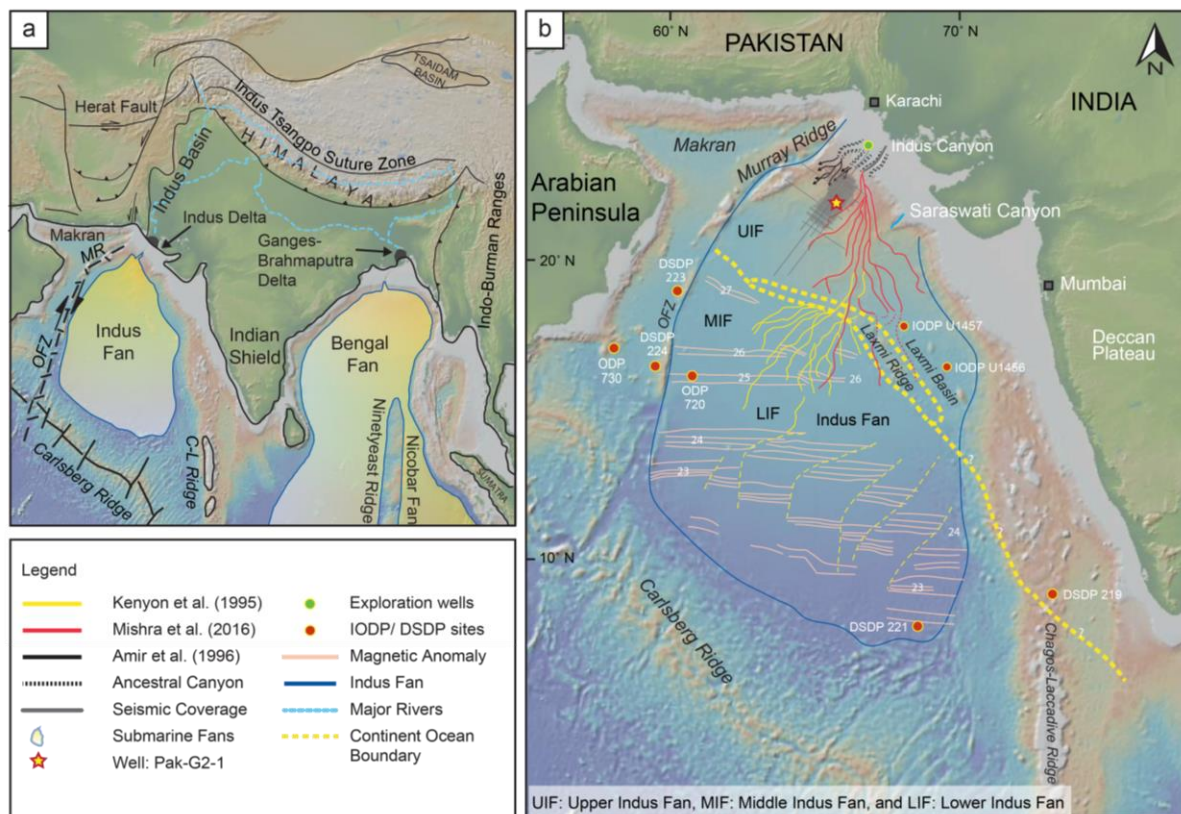 a
TSAIDAM
BASIN
Herat Fault
Indus Tsangpo Suture Zone
HIMALAYA
Indus Basin
Indus Delta
Makran
MR
Ganges-
Brahmaputra
Delta
Indo-Burman Ranges
OFZ
Indus
Fan
Indian
Shield
Bengal
Fan
Ninetyeast Ridge
Nicobar Fan
Carlsberg Ridge
C-L Ridge
SUMATRA
Legend
Kenyon et al. (1995)
Mishra et al. (2016)
Amir et al. (1996)
Ancestral Canyon
Seismic Coverage
Submarine Fans
Well: Pak-G2-1
Exploration wells
IODP/ DSDP sites
Magnetic Anomaly
Indus Fan
Major Rivers
Continent Ocean
Boundary
b
60° E
70° E
PAKISTAN
N
Karachi
INDIA
Makran
Murray Ridge
Indus Canyon
Arabian
Peninsula
Saraswati Canyon
UIF
20° N
DSDP
223
27
Mumbai
OFZ
MIF
IODP U1457
DSDP
224
Laxmi Ridge
Laxmi Basin
Deccan
Plateau
ODP
730
26
IODP U1456
25
26
ODP
720
LIF
Indus Fan
24
?
23
?
24
10° N
23
DSDP 219
DSDP 221
?
Carlsberg Ridge
Chagos-Laccadive Ridge
UIF: Upper Indus Fan, MIF: Middle Indus Fan, and LIF: Lower Indus Fan